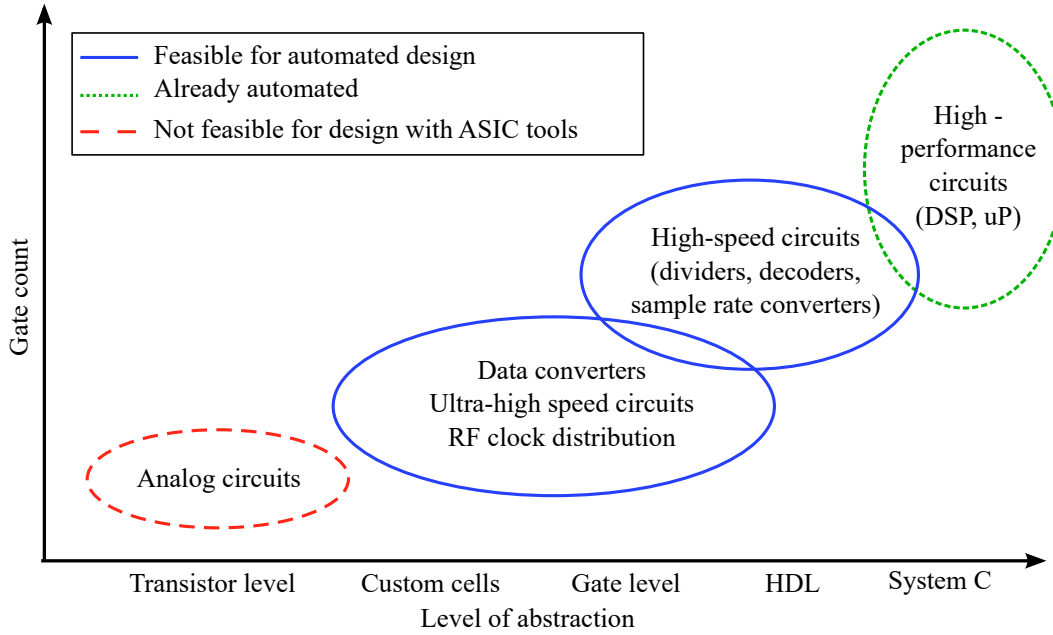 Feasible for automated design
Already automated
Not feasible for design with ASIC tools
High -
performance
circuits
(DSP, uP)
High-speed circuits
(dividers, decoders,
sample rate converters)
Data converters
Ultra-high speed circuits
RF clock distribution
Analog circuits
Gate count
Transistor level
Custom cells
Gate level
HDL
System C
Level of abstraction